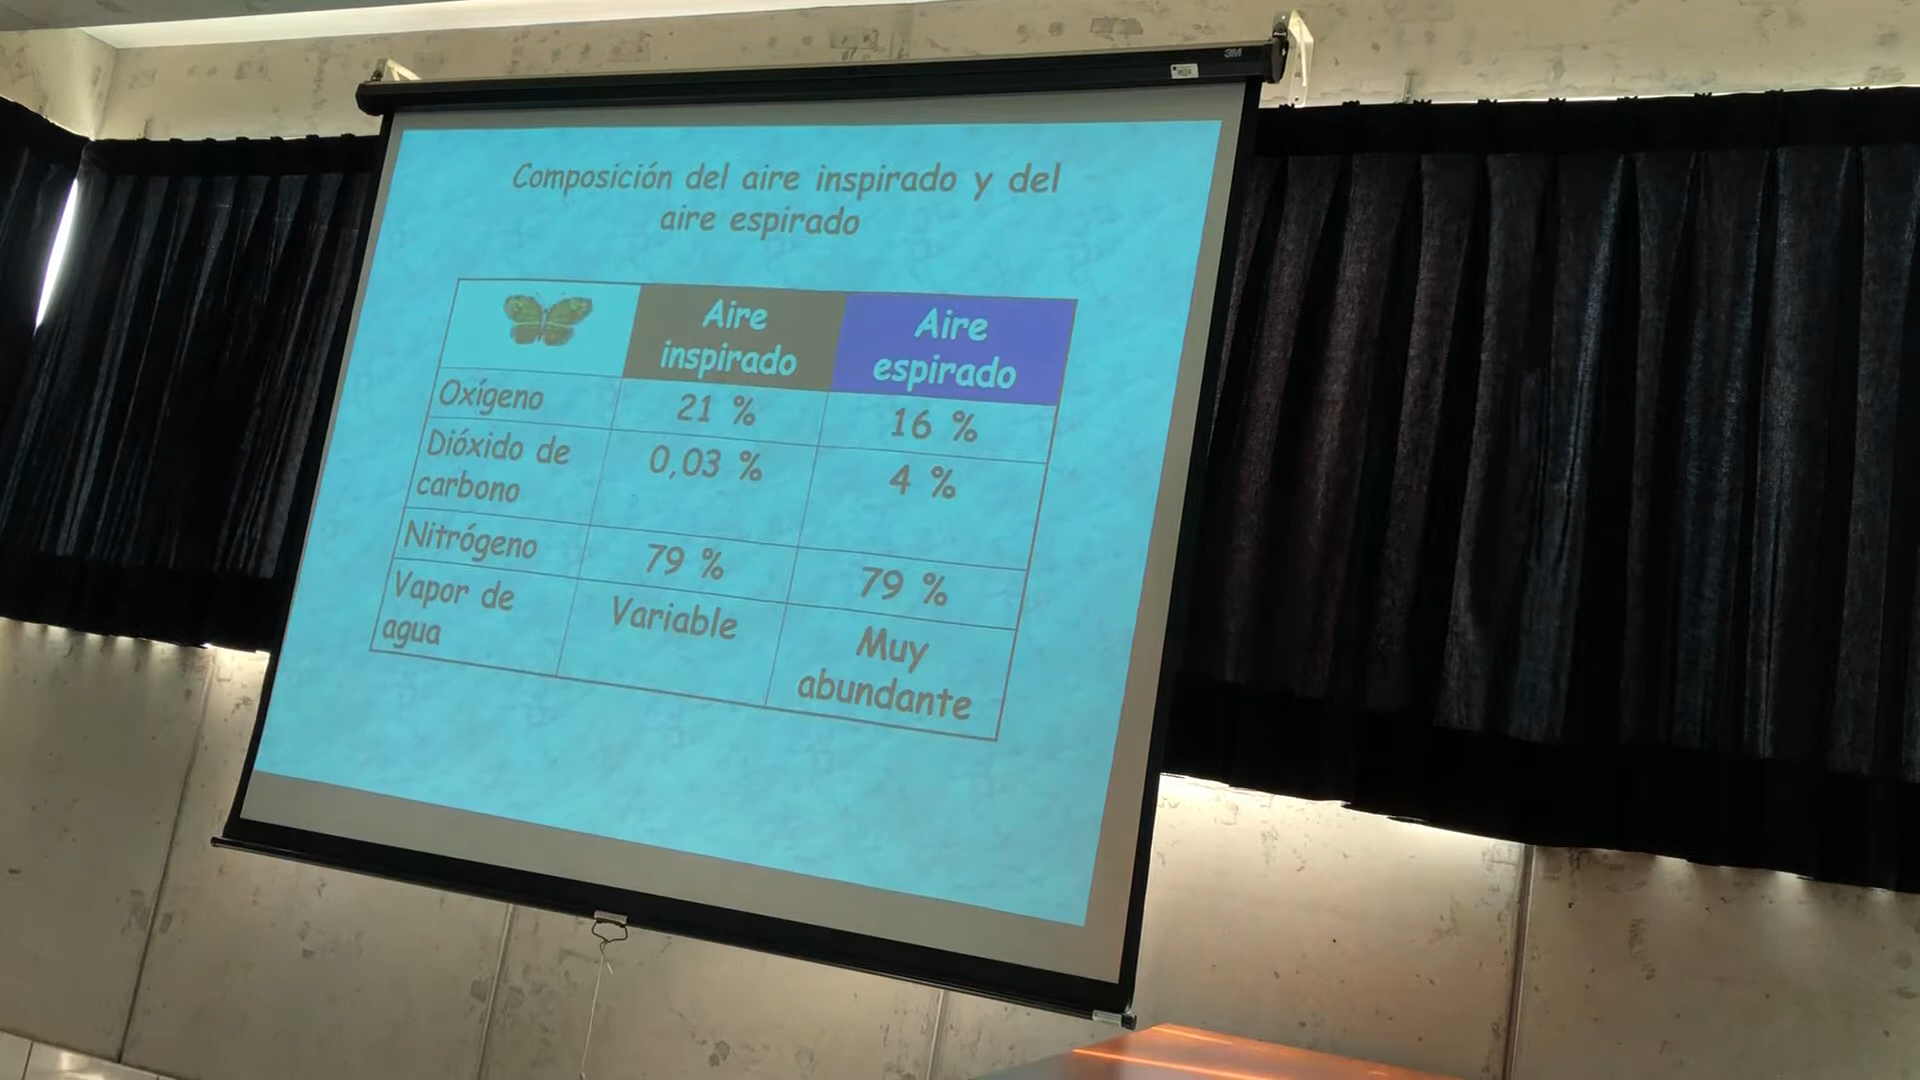 3M
Composición del aire inspirado y del
aire espirado
Aire
inspirado
Aire
espirado
Oxígeno
21 %
16 %
Dióxido de
carbono
0,03 %
4 %
Nitrógeno
79 %
79 %
Vapor de
agua
Variable
Muy
abundante